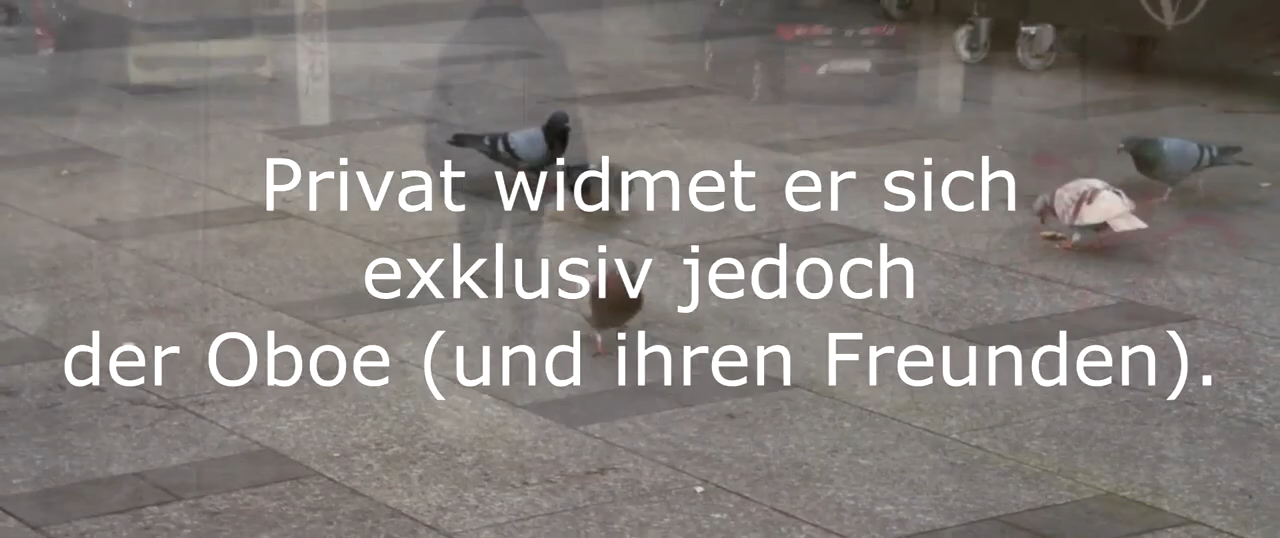 Privat widmet er sich
exklusiv jedoch
der Oboe (und ihren Freunden).